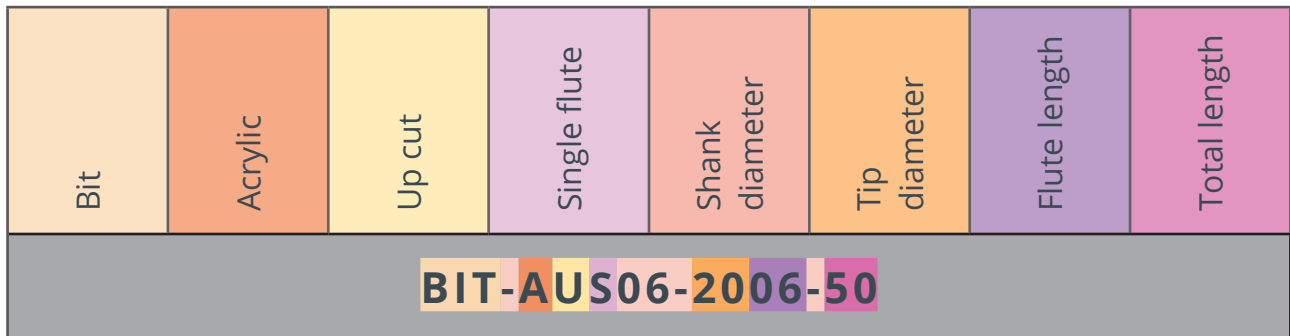 Bit
Acrylic
Up cut
Single flute
Shank
diameter
Tip
diameter
Flute length
Total length
BIT-AUS06-2006-50